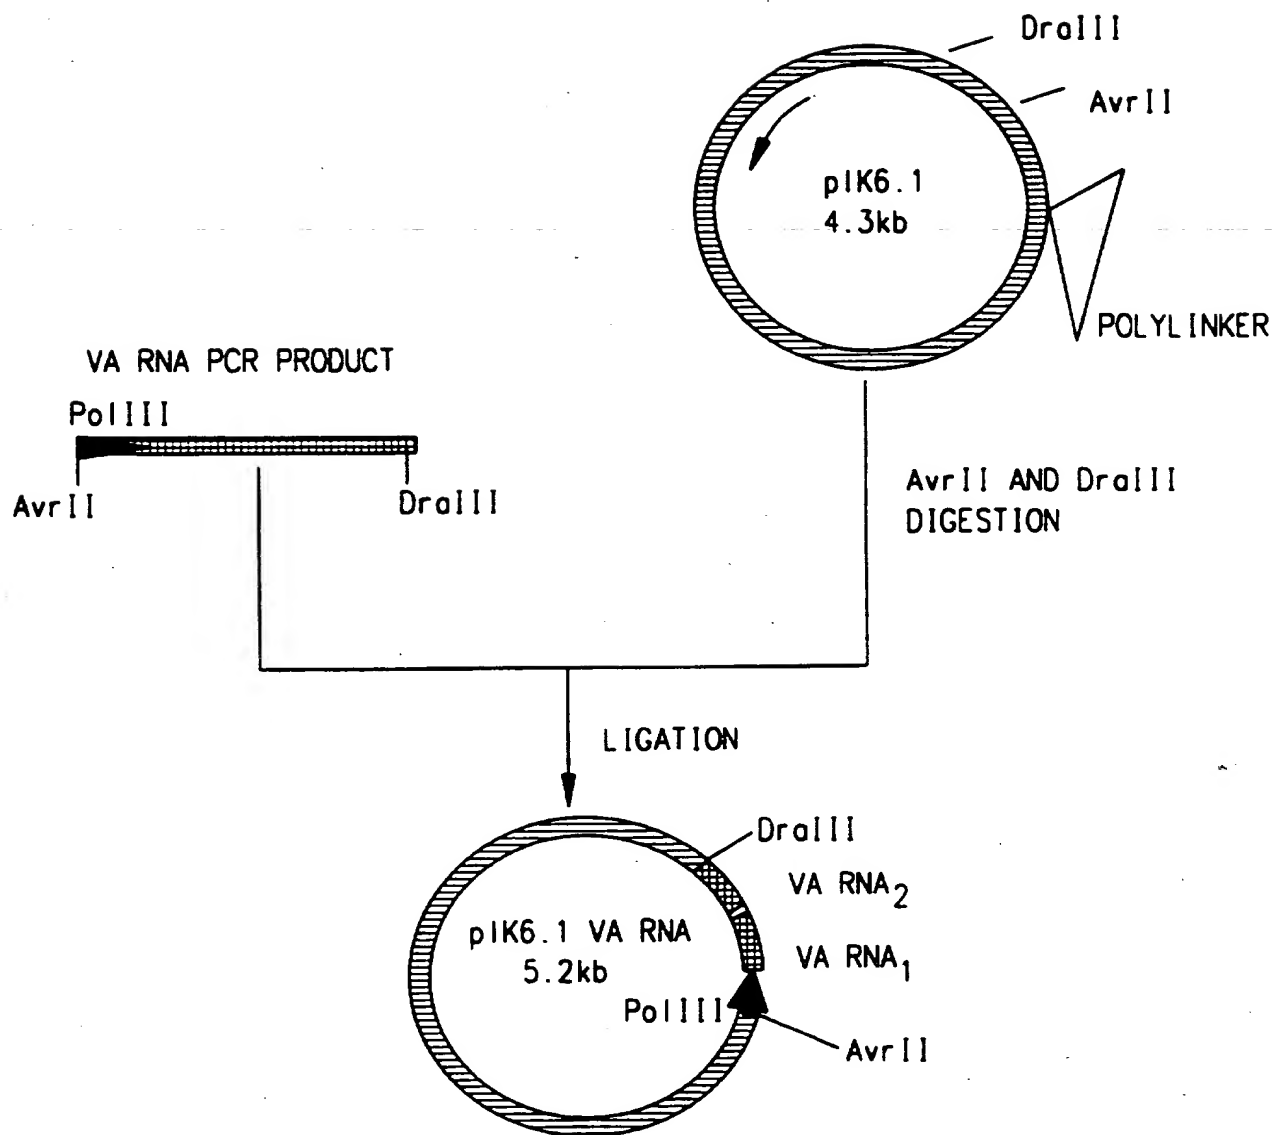 DraIII
AvrII
pIK6.1
4.3kb
POLYLINKER
VA RNA PCR PRODUCT
PolIII
AvrII
DraIII
AvrII AND DraIII
DIGESTION
LIGATION
DraIII
VA RNA2
pIK6.1 VA RNA
5.2kb
VA RNA1
PolIII
AvrII